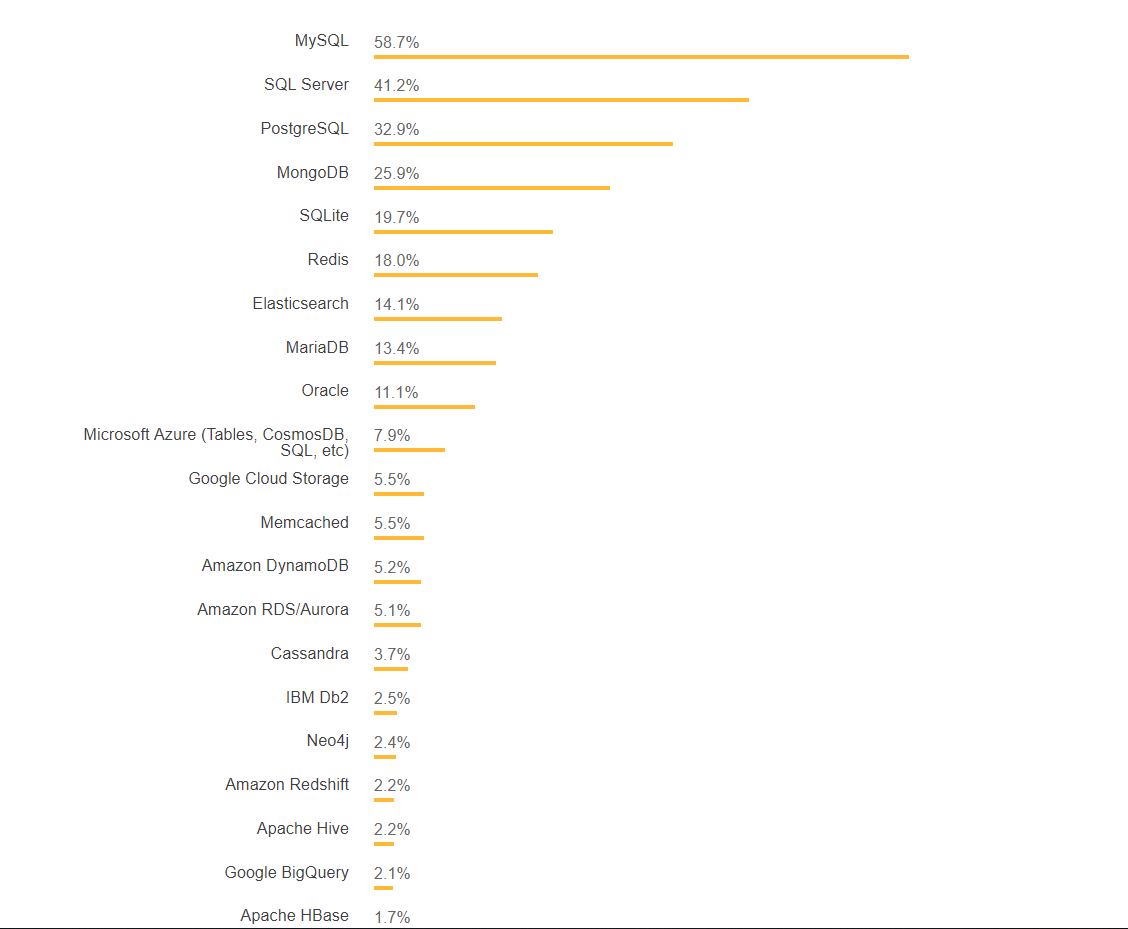 MySQL 58.7%
SQL Server 41.2%
PostgreSQL 32.9%
MongoDB 25.9%
SQLite 19.7%
Redis 18.0%
Elasticsearch 14.1%
MariaDB 13.4%
Oracle 11.1%
Microsoft Azure (Tables, CosmosDB, 7.9%
SQL, etc)
Google Cloud Storage 5.5%
Memcached 5.5%
Amazon DynamoDB 5.2%
Amazon RDS/Aurora 5.1%
Cassandra 3.7%
IBM Db2 2.5%
Neo4j 2.4%
Amazon Redshift 2.2%
Apache Hive 2.2%
Google BigQuery 2.1%
Apache HBase 1.7%